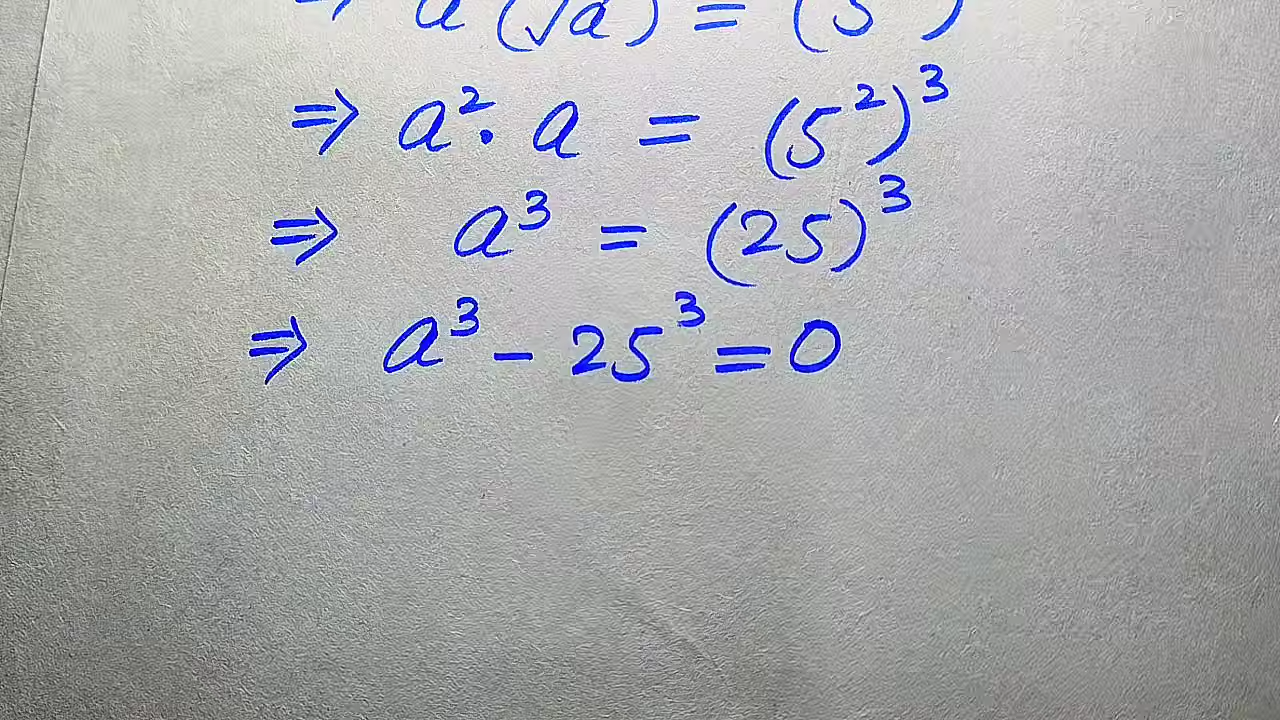 ⇒ a² · a = (5²)³
⇒ a³ = (25)³
⇒ a³ - 25³ = 0